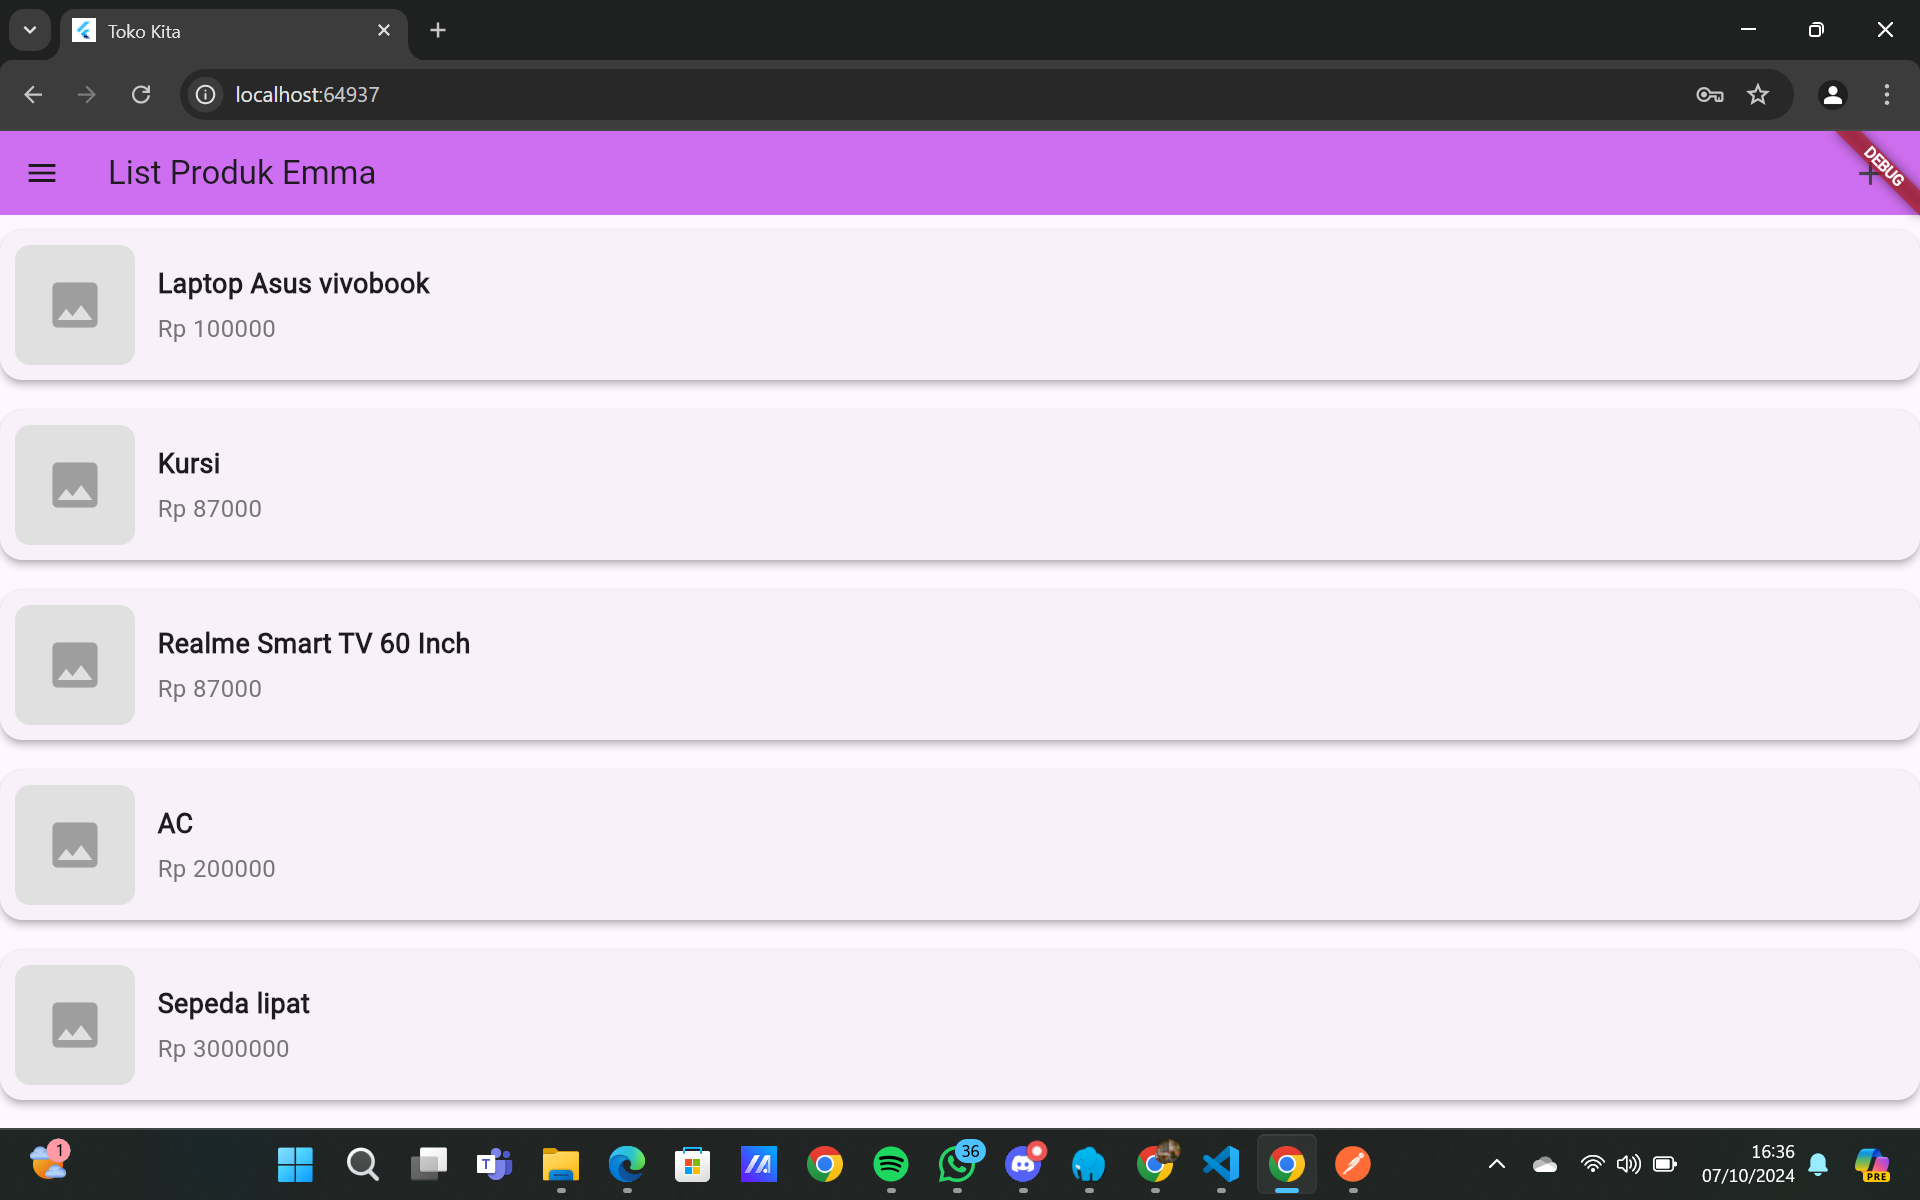 Toko Kita
localhost:64937
List Produk Emma
DEBUG
Laptop Asus vivobook
Rp 100000
Kursi
Rp 87000
Realme Smart TV 60 Inch
Rp 87000
AC
Rp 200000
Sepeda lipat
Rp 3000000
1
T
36
PRE
16:36
07/10/2024